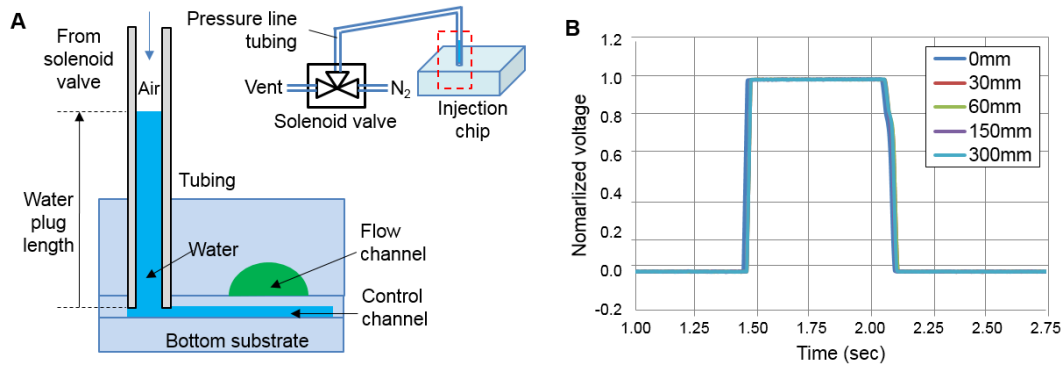 A
From
solenoid
valve
Air
Water
plug
length
Water
Tubing
Flow
channel
Control
channel
Bottom substrate
Pressure line
tubing
Vent
N2
Solenoid valve
Injection
chip
B
Nomarlized voltage
1.2
1.0
0.8
0.6
0.4
0.2
0.0
-0.2
1.00 1.25 1.50 1.75 2.00 2.25 2.50 2.75
Time (sec)
0mm
30mm
60mm
150mm
300mm